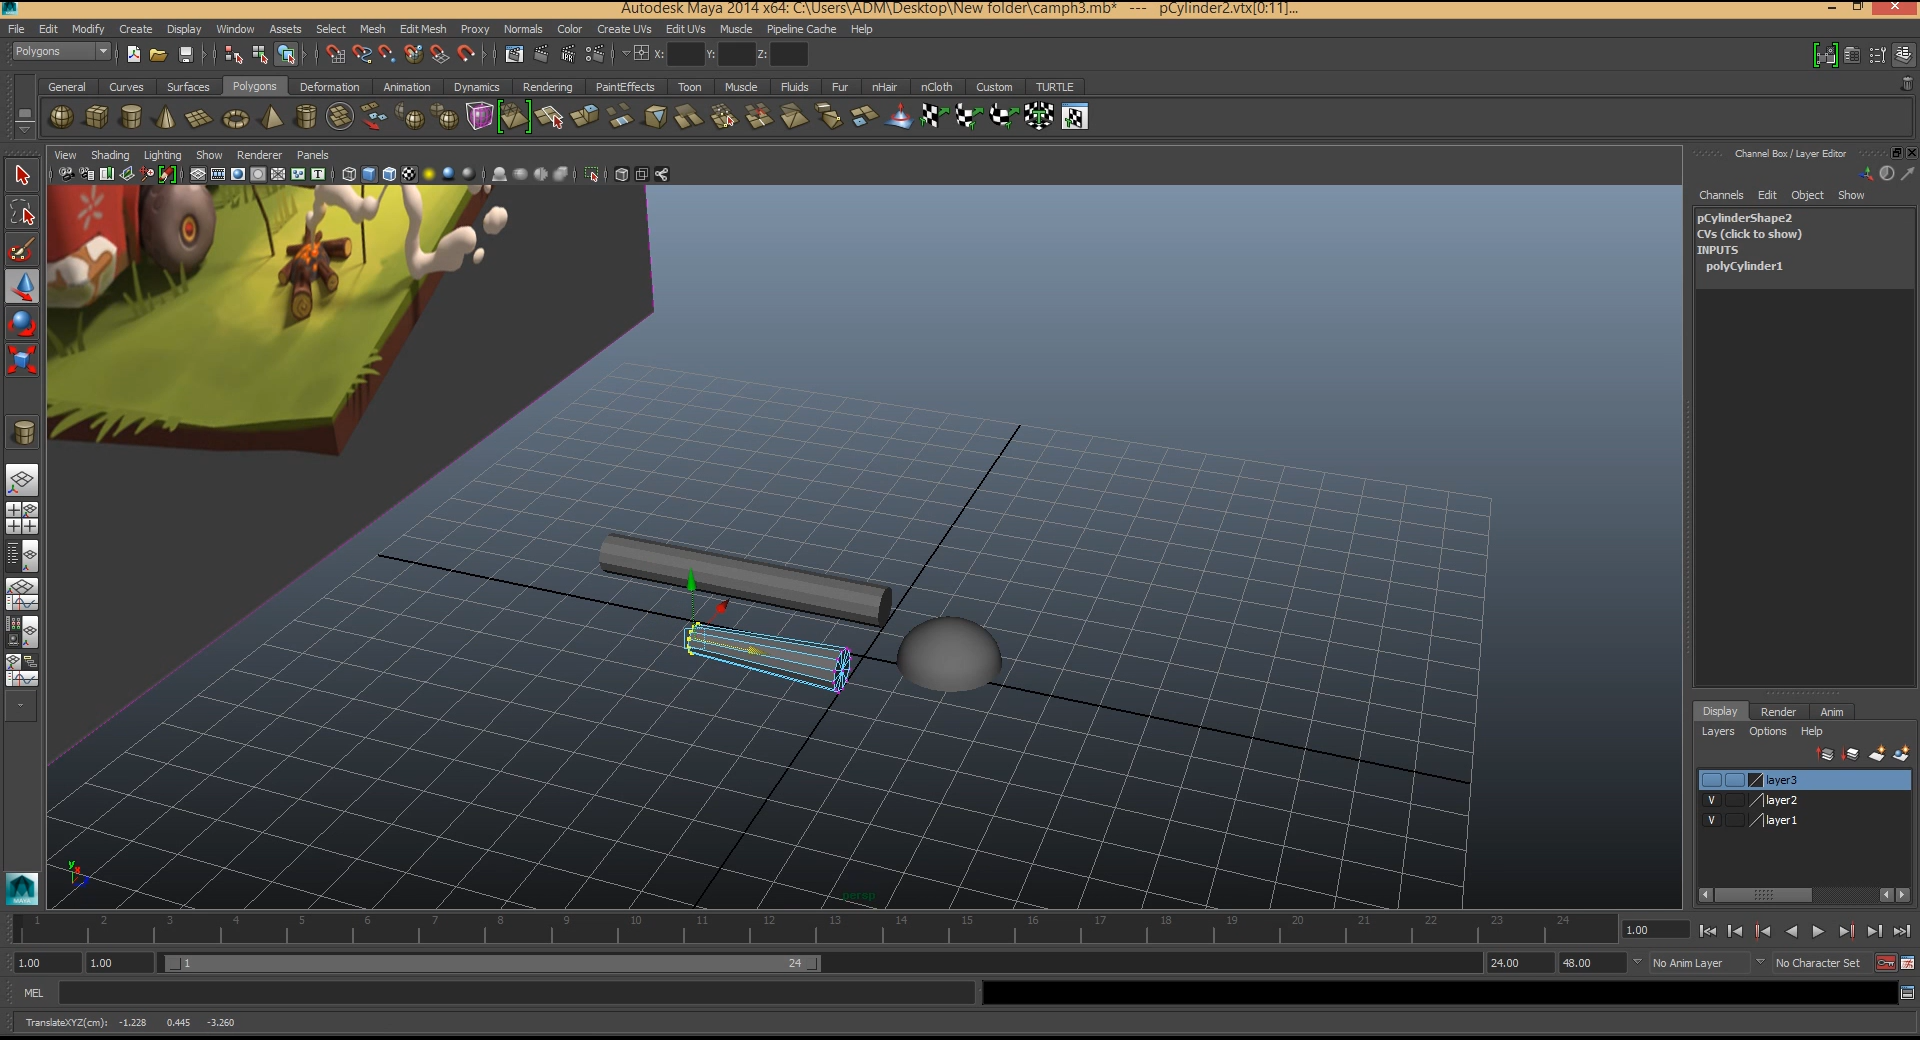 Autodesk Maya 2014 x64: C:\Users\ADM\Desktop\New folder\camph3.mb* --- pCylinder2.vtx[0:11]...
File Edit Modify Create Display Window Assets Select Mesh Edit Mesh Proxy Normals Color Create UVs Edit UVs Muscle Pipeline Cache Help
Polygons X: Y: Z:
General Curves Surfaces Polygons Deformation Animation Dynamics Rendering PaintEffects Toon Muscle Fluids Fur nHair nCloth Custom TURTLE
View Shading Lighting Show Renderer Panels
Channel Box / Layer Editor
Channels Edit Object Show
pCylinderShape2
CVs (click to show)
INPUTS
polyCylinder1
Display Render Anim
Layers Options Help
layer3
V layer2
V layer1
y x
persp
1 2 3 4 5 6 7 8 9 10 11 12 13 14 15 16 17 18 19 20 21 22 23 24 1.00
1.00 1.00 1 24 24.00 48.00 No Anim Layer No Character Set
MEL
TranslateXYZ(cm): -1.228 0.445 -3.260